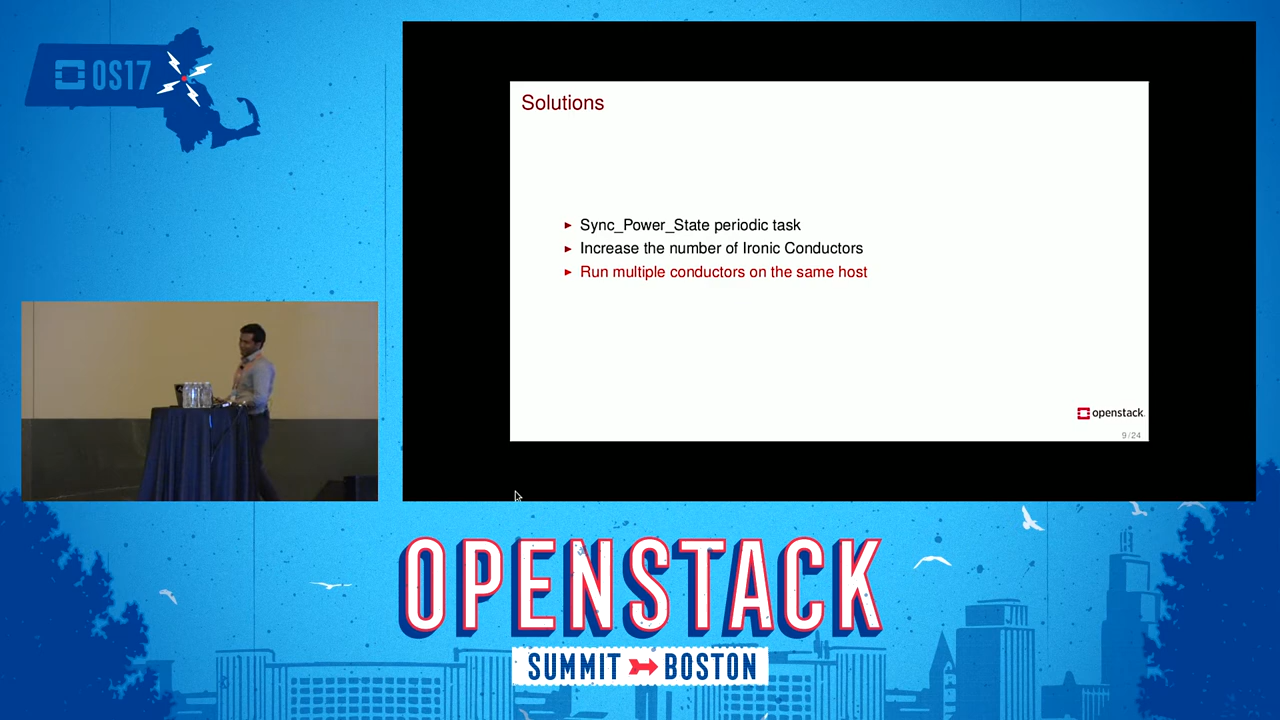 OS17
Solutions
Sync_Power_State periodic task
Increase the number of Ironic Conductors
Run multiple conductors on the same host
openstack.
9/24
OPENSTACK
SUMMIT BOSTON